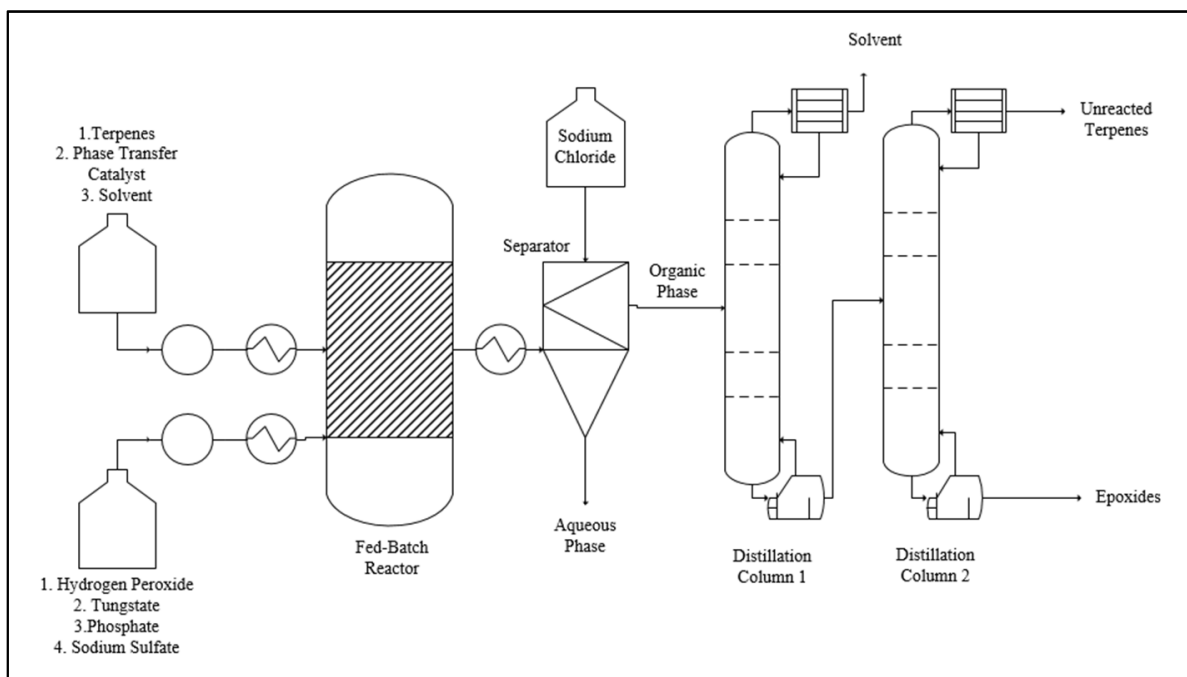 1.Terpenes
2. Phase Transfer
Catalyst
3. Solvent
1. Hydrogen Peroxide
2. Tungstate
3.Phosphate
4. Sodium Sulfate
Fed-Batch
Reactor
Sodium
Chloride
Separator
Aqueous
Phase
Organic
Phase
Solvent
Distillation
Column 1
Unreacted
Terpenes
Epoxides
Distillation
Column 2